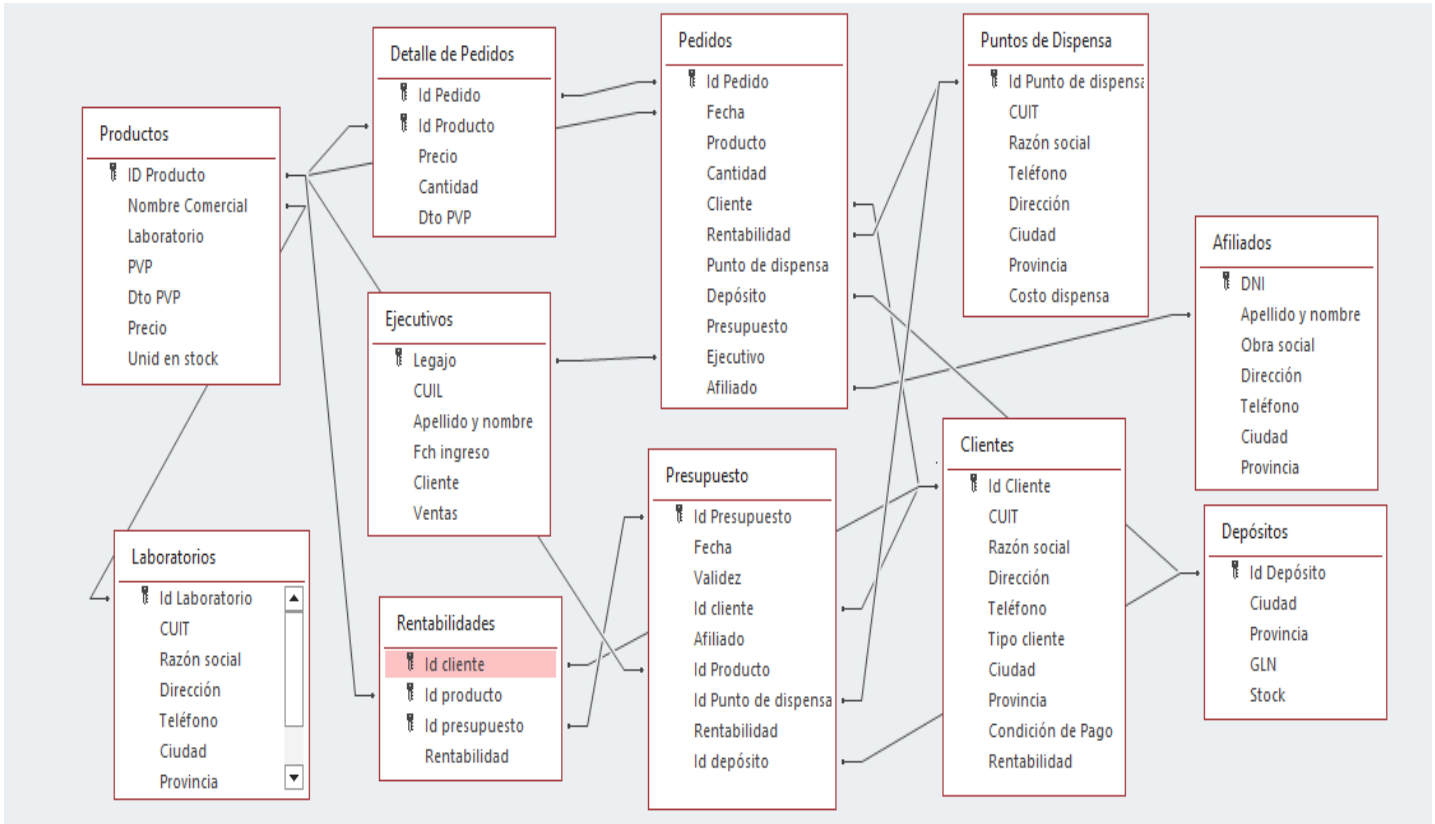 Productos
ID Producto
Nombre Comercial
Laboratorio
PVP
Dto PVP
Precio
Unid en stock
Detalle de Pedidos
Id Pedido
Id Producto
Precio
Cantidad
Dto PVP
Pedidos
Id Pedido
Fecha
Producto
Cantidad
Cliente
Rentabilidad
Punto de dispensa
Depósito
Presupuesto
Ejecutivo
Afiliado
Puntos de Dispensa
Id Punto de dispensa
CUIT
Razón social
Teléfono
Dirección
Ciudad
Provincia
Costo dispensa
Afiliados
DNI
Apellido y nombre
Obra social
Dirección
Teléfono
Ciudad
Provincia
Ejecutivos
Legajo
CUIL
Apellido y nombre
Fch ingreso
Cliente
Ventas
Laboratorios
Id Laboratorio
CUIT
Razón social
Dirección
Teléfono
Ciudad
Provincia
Rentabilidades
Id cliente
Id producto
Id presupuesto
Rentabilidad
Presupuesto
Id Presupuesto
Fecha
Validez
Id cliente
Afiliado
Id Producto
Id Punto de dispensa
Rentabilidad
Id depósito
Clientes
Id Cliente
CUIT
Razón social
Dirección
Teléfono
Tipo cliente
Ciudad
Provincia
Condición de Pago
Rentabilidad
Depósitos
Id Depósito
Ciudad
Provincia
GLN
Stock